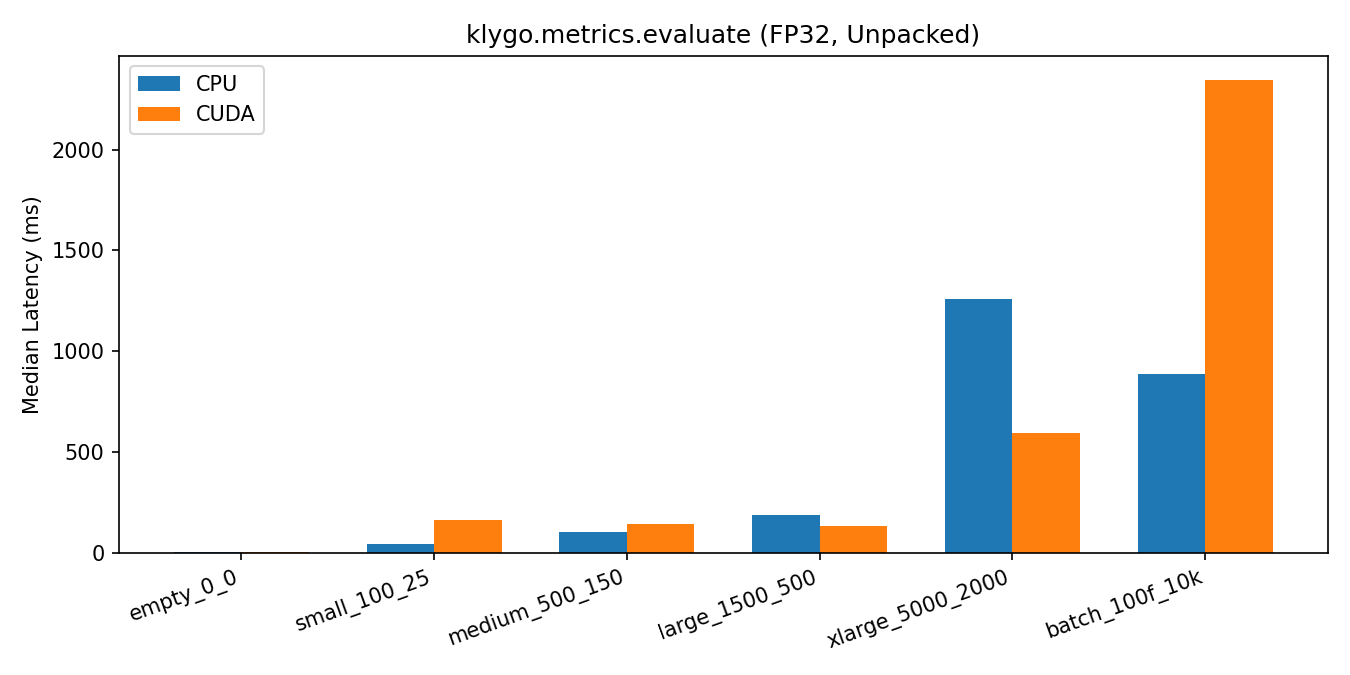 klygo.metrics.evaluate (FP32, Unpacked)
CPU
CUDA
Median Latency (ms)
2000
1500
1000
500
0
empty_0_0
small_100_25
medium_500_150
large_1500_500
xlarge_5000_2000
batch_100f_10k